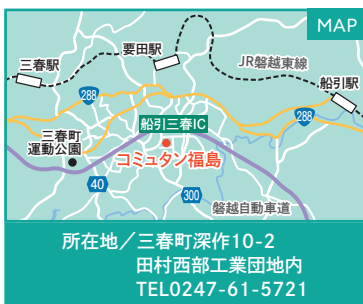 MAP
要田駅
三春駅
JR磐越東線
船引駅
288
288
船引三春IC
三春町
運動公園
コミュタン福島
40
300
磐越自動車道
所在地／三春町深作10-2
田村西部工業団地内
TEL0247-61-5721